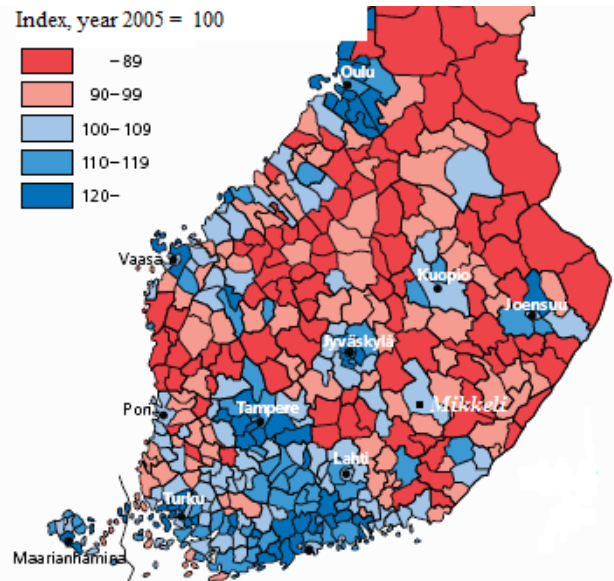 Index, year 2005 = 100
–89
90–99
100–109
110–119
120–
Oulu
Vaasa
Kuopio
Joensuu
Jyväskylä
Pori
Tampere
Mikkeli
Lahti
Turku
Maarianhamina